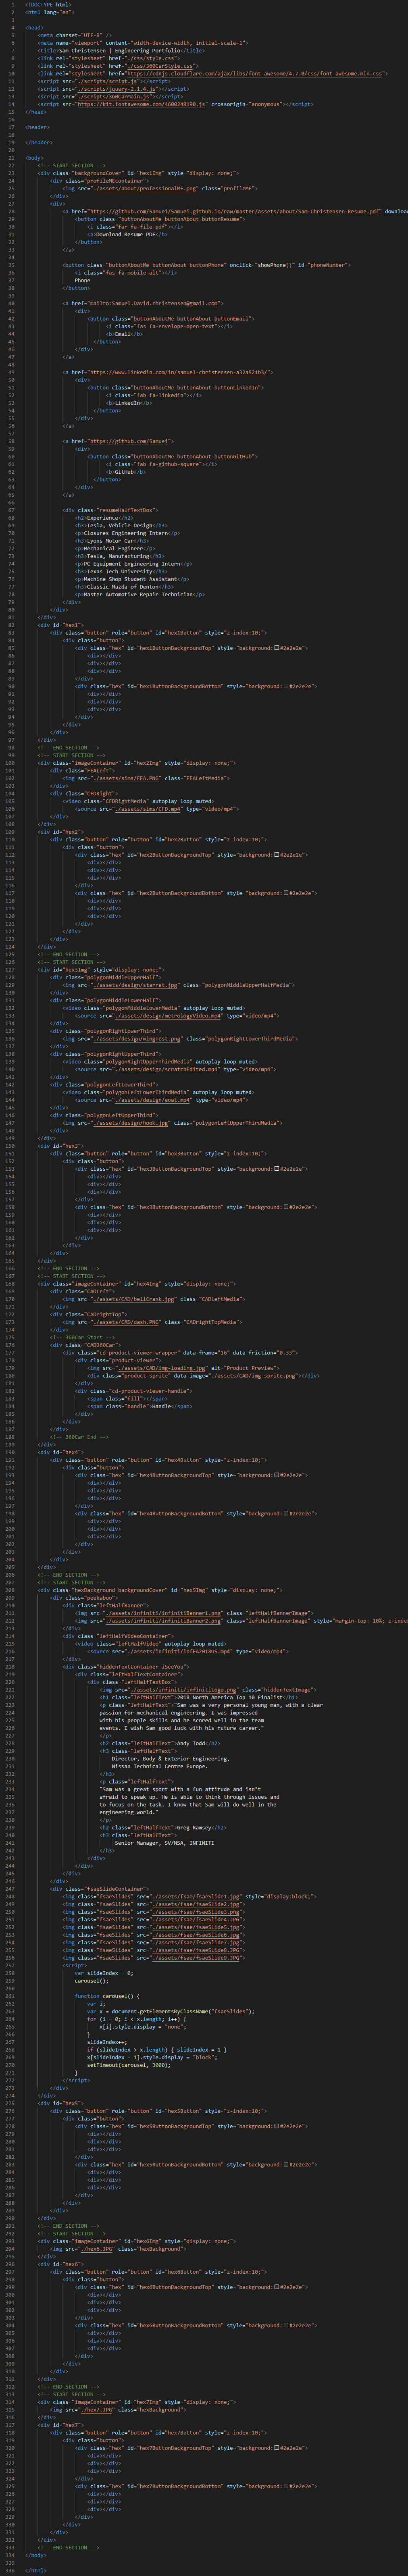 1 <!DOCTYPE html>
2 <html lang="en">
3
4 <head>
5 <meta charset="UTF-8" />
6 <meta name="viewport" content="width=device-width, initial-scale=1">
7 <title>Sam Christensen | Engineering Portfolio</title>
8 <link rel="stylesheet" href="./css/style.css">
9 <link rel="stylesheet" href="./css/360CarStyle.css">
10 <link rel="stylesheet" href="https://cdnjs.cloudflare.com/ajax/libs/font-awesome/4.7.0/css/font-awesome.min.css">
11 <script src="./scripts/script.js"></script>
12 <script src="./scripts/jquery-2.1.4.js"></script>
13 <script src="./scripts/360CarMain.js"></script>
14 <script src="https://kit.fontawesome.com/4600248190.js" crossorigin="anonymous"></script>
15 </head>
16
17 <header>
18
19 </header>
20
21 <body>
22 <!-- START SECTION -->
23 <div class="backgroundCover" id="hex1Img" style="display: none;">
24 <div class="profileMEcontainer">
25 <img src="./assets/about/professionalME.png" class="profileME">
26 </div>
27 <div>
28 <a href="https://github.com/Samuel/Samuel.github.io/raw/master/assets/about/Sam-Christensen-Resume.pdf" downloa
29 <button class="buttonAboutMe buttonAbout buttonResume">
30 <i class="far fa-file-pdf"></i>
31 <b>Download Resume PDF</b>
32 </button>
33 </a>
34
35 <button class="buttonAboutMe buttonAbout buttonPhone" onclick="showPhone()" id="phoneNumber">
36 <i class="fas fa-mobile-alt"></i>
37 Phone
38 </button>
39
40 <a href="mailto:Samuel.David.christensen@gmail.com">
41 <div>
42 <button class="buttonAboutMe buttonAbout buttonEmail">
43 <i class="fas fa-envelope-open-text"></i>
44 <b>Email</b>
45 </button>
46 </div>
47 </a>
48
49 <a href="https://www.linkedin.com/in/samuel-christensen-a32a521b3/">
50 <div>
51 <button class="buttonAboutMe buttonAbout buttonLinkedIn">
52 <i class="fab fa-linkedin"></i>
53 <b>LinkedIn</b>
54 </button>
55 </div>
56 </a>
57
58 <a href="https://github.com/Samuel">
59 <div>
60 <button class="buttonAboutMe buttonAbout buttonGitHub">
61 <i class="fab fa-github-square"></i>
62 <b>GitHub</b>
63 </button>
64 </div>
65 </a>
66
67 <div class="resumeHalfTextBox">
68 <h2>Experience</h2>
69 <h3>Tesla, Vehicle Design</h3>
70 <p>Closures Engineering Intern</p>
71 <h3>Lyons Motor Car</h3>
72 <p>Mechanical Engineer</p>
73 <h3>Tesla, Manufacturing</h3>
74 <p>PC Equipment Engineering Intern</p>
75 <h3>Texas Tech University</h3>
76 <p>Machine Shop Student Assistant</p>
77 <h3>Classic Mazda of Denton</h3>
78 <p>Master Automotive Repair Technician</p>
79 </div>
80 </div>
81 </div>
82 <div id="hex1">
83 <div class="button" role="button" id="hex1Button" style="z-index:10;">
84 <div class="button">
85 <div class="hex" id="hex1ButtonBackgroundTop" style="background:#2e2e2e">
86 <div></div>
87 <div></div>
88 <div></div>
89 </div>
90 <div class="hex" id="hex1ButtonBackgroundBottom" style="background:#2e2e2e">
91 <div></div>
92 <div></div>
93 <div></div>
94 </div>
95 </div>
96 </div>
97 </div>
98 <!-- END SECTION -->
99 <!-- START SECTION -->
100 <div class="imageContainer" id="hex2Img" style="display: none;">
101 <div class="FEALeft">
102 <img src="./assets/sims/FEA.PNG" class="FEALeftMedia">
103 </div>
104 <div class="CFDRight">
105 <video class="CFDRightMedia" autoplay loop muted>
106 <source src="./assets/sims/CFD.mp4" type="video/mp4">
107 </div>
108 </div>
109 <div id="hex2">
110 <div class="button" role="button" id="hex2Button" style="z-index:10;">
111 <div class="button">
112 <div class="hex" id="hex2ButtonBackgroundTop" style="background:#2e2e2e">
113 <div></div>
114 <div></div>
115 <div></div>
116 </div>
117 <div class="hex" id="hex2ButtonBackgroundBottom" style="background:#2e2e2e">
118 <div></div>
119 <div></div>
120 <div></div>
121 </div>
122 </div>
123 </div>
124 </div>
125 <!-- END SECTION -->
126 <!-- START SECTION -->
127 <div id="hex3Img" style="display: none;">
128 <div class="polygonMiddleUpperHalf">
129 <img src="./assets/design/starret.jpg" class="polygonMiddleUpperHalfMedia">
130 </div>
131 <div class="polygonMiddleLowerHalf">
132 <video class="polygonMiddleLowerMedia" autoplay loop muted>
133 <source src="./assets/design/metrologyVideo.mp4" type="video/mp4">
134 </div>
135 <div class="polygonRightLowerThird">
136 <img src="./assets/design/wingTest.png" class="polygonRightLowerThirdMedia">
137 </div>
138 <div class="polygonRightUpperThird">
139 <video class="polygonRightUpperThirdMedia" autoplay loop muted>
140 <source src="./assets/design/scratchEdited.mp4" type="video/mp4">
141 </div>
142 <div class="polygonLeftLowerThird">
143 <video class="polygonLeftLowerThirdMedia" autoplay loop muted>
144 <source src="./assets/design/eoat.mp4" type="video/mp4">
145 </div>
146 <div class="polygonLeftUpperThird">
147 <img src="./assets/design/hook.jpg" class="polygonLeftUpperThirdMedia">
148 </div>
149 </div>
150 <div id="hex3">
151 <div class="button" role="button" id="hex3Button" style="z-index:10;">
152 <div class="button">
153 <div class="hex" id="hex3ButtonBackgroundTop" style="background:#2e2e2e">
154 <div></div>
155 <div></div>
156 <div></div>
157 </div>
158 <div class="hex" id="hex3ButtonBackgroundBottom" style="background:#2e2e2e">
159 <div></div>
160 <div></div>
161 <div></div>
162 </div>
163 </div>
164 </div>
165 </div>
166 <!-- END SECTION -->
167 <!-- START SECTION -->
168 <div class="imageContainer" id="hex4Img" style="display: none;">
169 <div class="CADLeft">
170 <img src="./assets/CAD/bellCrank.jpg" class="CADLeftMedia">
171 </div>
172 <div class="CADrightTop">
173 <img src="./assets/CAD/dash.PNG" class="CADrightTopMedia">
174 </div>
175 <!-- 360Car Start -->
176 <div class="CAD360Car">
177 <div class="cd-product-viewer-wrapper" data-frame="16" data-friction="0.33">
178 <div class="product-viewer">
179 <img src="./assets/CAD/img-loading.jpg" alt="Product Preview">
180 <div class="product-sprite" data-image="./assets/CAD/img-sprite.png"></div>
181 </div>
182 <div class="cd-product-viewer-handle">
183 <span class="fill"></span>
184 <span class="handle">Handle</span>
185 </div>
186 </div>
187 </div>
188 <!-- 360Car End -->
189 </div>
190 <div id="hex4">
191 <div class="button" role="button" id="hex4Button" style="z-index:10;">
192 <div class="button">
193 <div class="hex" id="hex4ButtonBackgroundTop" style="background:#2e2e2e">
194 <div></div>
195 <div></div>
196 <div></div>
197 </div>
198 <div class="hex" id="hex4ButtonBackgroundBottom" style="background:#2e2e2e">
199 <div></div>
200 <div></div>
201 <div></div>
202 </div>
203 </div>
204 </div>
205 </div>
206 <!-- END SECTION -->
207 <!-- START SECTION -->
208 <div class="hexBackground backgroundCover" id="hex5Img" style="display: none;">
209 <div class="peekaboo">
210 <div class="leftHalfBanner">
211 <img src="./assets/infiniti/infinitiBanner1.png" class="leftHalfBannerImage">
212 <img src="./assets/infiniti/infinitiBanner2.png" class="leftHalfBannerImage" style="margin-top: 10%; z-inde
213 </div>
214 <div class="leftHalfVideoContainer">
215 <video class="leftHalfVideo" autoplay loop muted>
216 <source src="./assets/infiniti/inFEA2018US.mp4" type="video/mp4">
217 </div>
218 <div class="hiddenTextContainer iSeeYou">
219 <div class="leftHalfTextContainer">
220 <div class="leftHalfTextBox">
221 <img src="./assets/infiniti/infinitiLogo.png" class="hiddenTextImage">
222 <h1 class="leftHalfText">2018 North America Top 10 Finalist</h1>
223 <p class="leftHalfText">"Sam was a very personal young man, with a clear
224 passion for mechanical engineering. I was impressed
225 with his people skills and he scored well in the team
226 events. I wish Sam good luck with his future career."
227 </p>
228 <h2 class="leftHalfText">Andy Todd</h2>
229 <h3 class="leftHalfText">
230 Director, Body & Exterior Engineering,
231 Nissan Technical Centre Europe.
232 </h3>
233 <p class="leftHalfText">
234 "Sam was a great sport with a fun attitude and isn't
235 afraid to speak up. He is able to think through issues and
236 to focus on the task. I know that Sam will do well in the
237 engineering world."
238 </p>
239 <h2 class="leftHalfText">Greg Ramsey</h2>
240 <h3 class="leftHalfText">
241 Senior Manager, SV/NSA, INFINITI
242 </h3>
243 </div>
244 </div>
245 </div>
246 </div>
247 <div class="fsaeSlideContainer">
248 <img class="fsaeSlides" src="./assets/fsae/fsaeSlide1.jpg" style="display:block;">
249 <img class="fsaeSlides" src="./assets/fsae/fsaeSlide2.jpg">
250 <img class="fsaeSlides" src="./assets/fsae/fsaeSlide3.png">
251 <img class="fsaeSlides" src="./assets/fsae/fsaeSlide4.JPG">
252 <img class="fsaeSlides" src="./assets/fsae/fsaeSlide5.jpg">
253 <img class="fsaeSlides" src="./assets/fsae/fsaeSlide6.jpg">
254 <img class="fsaeSlides" src="./assets/fsae/fsaeSlide7.jpg">
255 <img class="fsaeSlides" src="./assets/fsae/fsaeSlide8.JPG">
256 <img class="fsaeSlides" src="./assets/fsae/fsaeSlide9.JPG">
257 <script>
258 var slideIndex = 0;
259 carousel();
260
261 function carousel() {
262 var i;
263 var x = document.getElementsByClassName("fsaeSlides");
264 for (i = 0; i < x.length; i++) {
265 x[i].style.display = "none";
266 }
267 slideIndex++;
268 if (slideIndex > x.length) { slideIndex = 1 }
269 x[slideIndex - 1].style.display = "block";
270 setTimeout(carousel, 3000);
271 }
272 </script>
273 </div>
274 </div>
275 <div id="hex5">
276 <div class="button" role="button" id="hex5Button" style="z-index:10;">
277 <div class="button">
278 <div class="hex" id="hex5ButtonBackgroundTop" style="background:#2e2e2e">
279 <div></div>
280 <div></div>
281 <div></div>
282 </div>
283 <div class="hex" id="hex5ButtonBackgroundBottom" style="background:#2e2e2e">
284 <div></div>
285 <div></div>
286 <div></div>
287 </div>
288 </div>
289 </div>
290 </div>
291 <!-- END SECTION -->
292 <!-- START SECTION -->
293 <div class="imageContainer" id="hex6Img" style="display: none;">
294 <img src="./hex6.JPG" class="hexBackground">
295 </div>
296 <div id="hex6">
297 <div class="button" role="button" id="hex6Button" style="z-index:10;">
298 <div class="button">
299 <div class="hex" id="hex6ButtonBackgroundTop" style="background:#2e2e2e">
300 <div></div>
301 <div></div>
302 <div></div>
303 </div>
304 <div class="hex" id="hex6ButtonBackgroundBottom" style="background:#2e2e2e">
305 <div></div>
306 <div></div>
307 <div></div>
308 </div>
309 </div>
310 </div>
311 </div>
312 <!-- END SECTION -->
313 <!-- START SECTION -->
314 <div class="imageContainer" id="hex7Img" style="display: none;">
315 <img src="./hex7.JPG" class="hexBackground">
316 </div>
317 <div id="hex7">
318 <div class="button" role="button" id="hex7Button" style="z-index:10;">
319 <div class="button">
320 <div class="hex" id="hex7ButtonBackgroundTop" style="background:#2e2e2e">
321 <div></div>
322 <div></div>
323 <div></div>
324 </div>
325 <div class="hex" id="hex7ButtonBackgroundBottom" style="background:#2e2e2e">
326 <div></div>
327 <div></div>
328 <div></div>
329 </div>
330 </div>
331 </div>
332 </div>
333 <!-- END SECTION -->
334 </body>
335
336 </html>